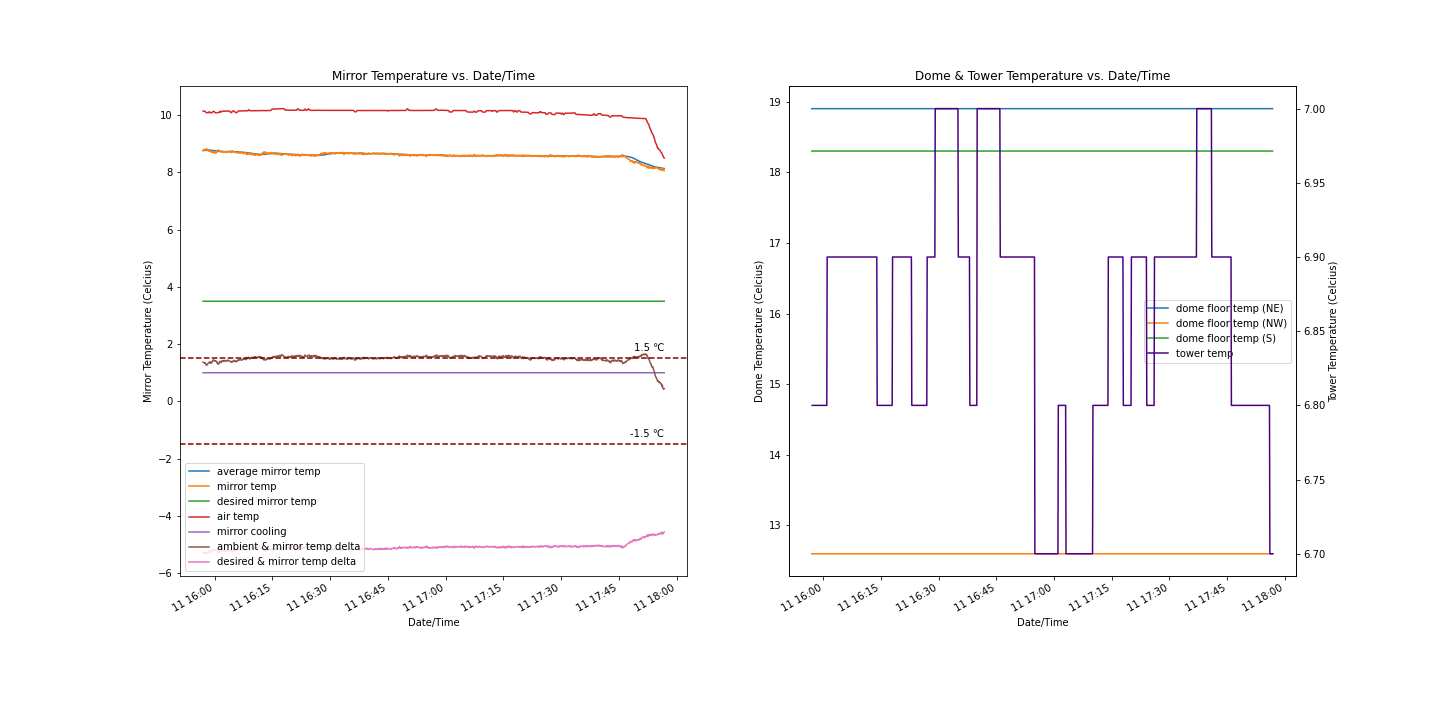 Mirror Temperature vs. Date/Time
10
8
6
4
2
0
−2
−4
−6
Mirror Temperature (Celcius)
1.5 °C
-1.5 °C
average mirror temp
mirror temp
desired mirror temp
air temp
mirror cooling
ambient & mirror temp delta
desired & mirror temp delta
11 16:00
11 16:15
11 16:30
11 16:45
11 17:00
11 17:15
11 17:30
11 17:45
11 18:00
Date/Time
Dome & Tower Temperature vs. Date/Time
19
18
17
16
15
14
13
Dome Temperature (Celcius)
dome floor temp (NE)
dome floor temp (NW)
dome floor temp (S)
tower temp
7.00
6.95
6.90
6.85
6.80
6.75
6.70
Tower Temperature (Celcius)
11 16:00
11 16:15
11 16:30
11 16:45
11 17:00
11 17:15
11 17:30
11 17:45
11 18:00
Date/Time